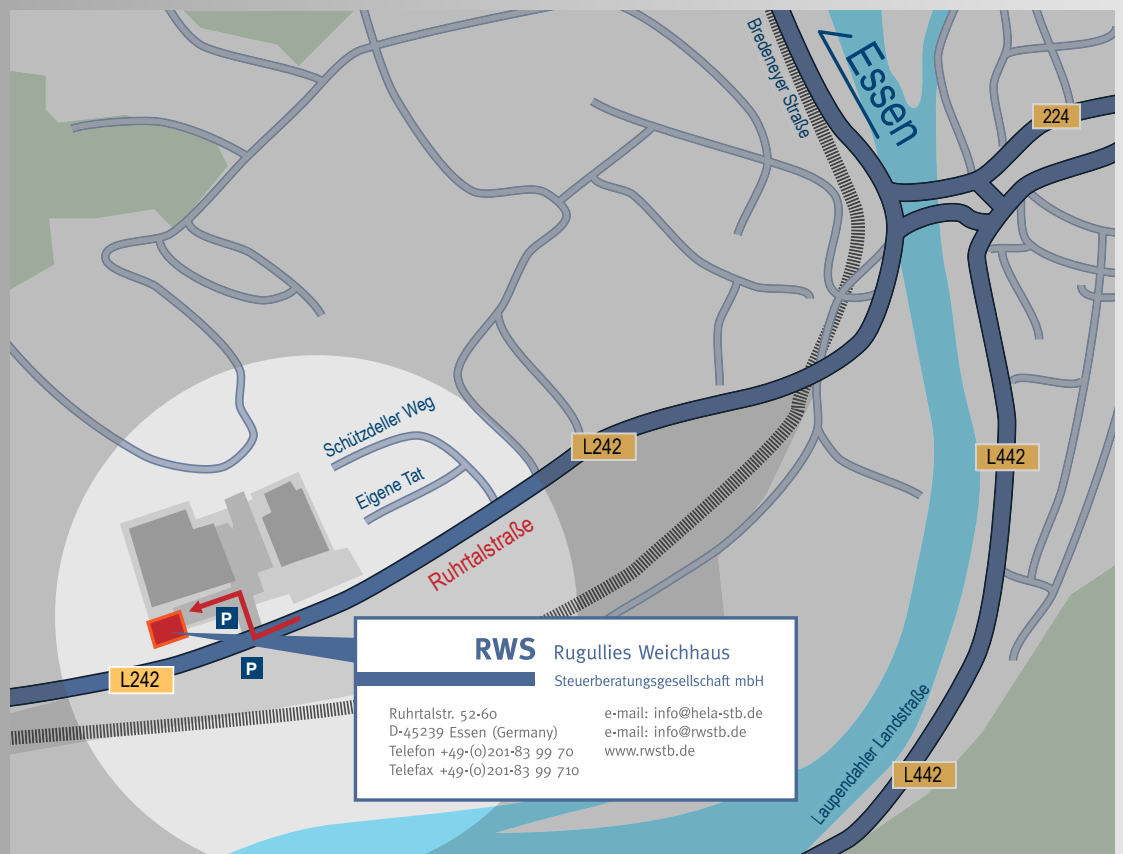 Bredeneyer Straße
Essen
224
Schützdeller Weg
L242
L442
Eigene Tat
Ruhrtalstraße
P
P
L242
RWS Rugullies Weichhaus
Steuerberatungsgesellschaft mbH
Ruhrtalstr. 52-60
D-45239 Essen (Germany)
Telefon +49-(0)201-83 99 70
Telefax +49-(0)201-83 99 710
e-mail: info@hela-stb.de
e-mail: info@rwstb.de
www.rwstb.de
Laupendahler Landstraße
L442